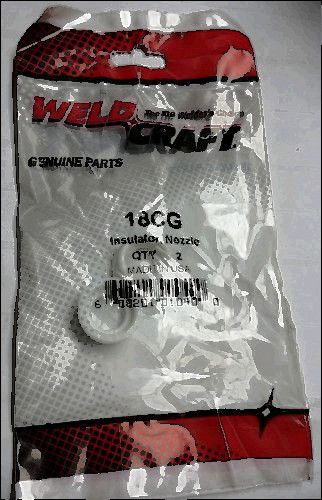 WELD
CRAFT
GENUINE PARTS
18CG
Insulator, Nozzle
QTY 2
MADE IN USA